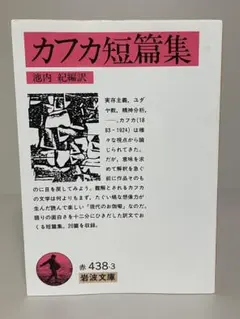 カフカ短篇集
池内 紀編訳
実存主義、ユダ
ヤ教、精神分析、
――。カフカ(18
83-1924)は様
々な視点から論
じられてきた。
だが、意味を求
めて解釈を急ぐ
前に作品そのも
のに目を戻してみよう。難解とされるカフカ
の文学は何よりもまず、たぐい稀な想像力が
生んだ読んで楽しい「現代のお伽噺」なのだ。
語りの面白さを十二分にひきだした訳文でお
くる短篇集。20篇を収録。
赤 438-3
岩波文庫